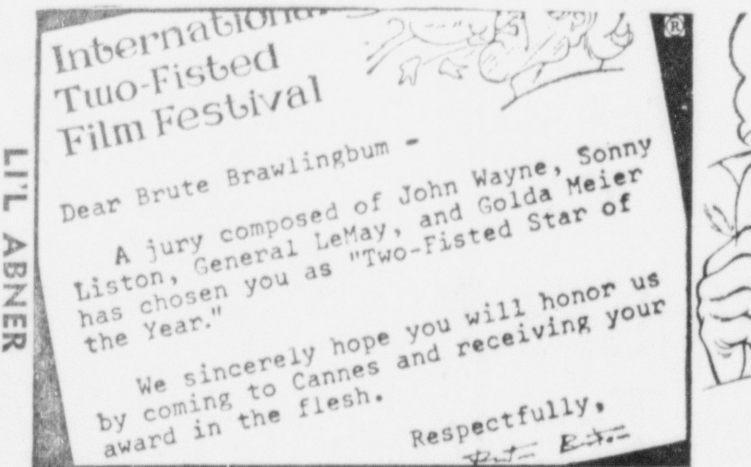 LI'L ABNER
International
Two-Fisted
Film Festival
Dear Brute Brawlingbum -
A jury composed of John Wayne, Sonny
Liston, General LeMay, and Golda Meier
has chosen you as "Two-Fisted Star of
the Year."
We sincerely hope you will honor us
by coming to Cannes and receiving your
award in the flesh.
Respectfully,
®